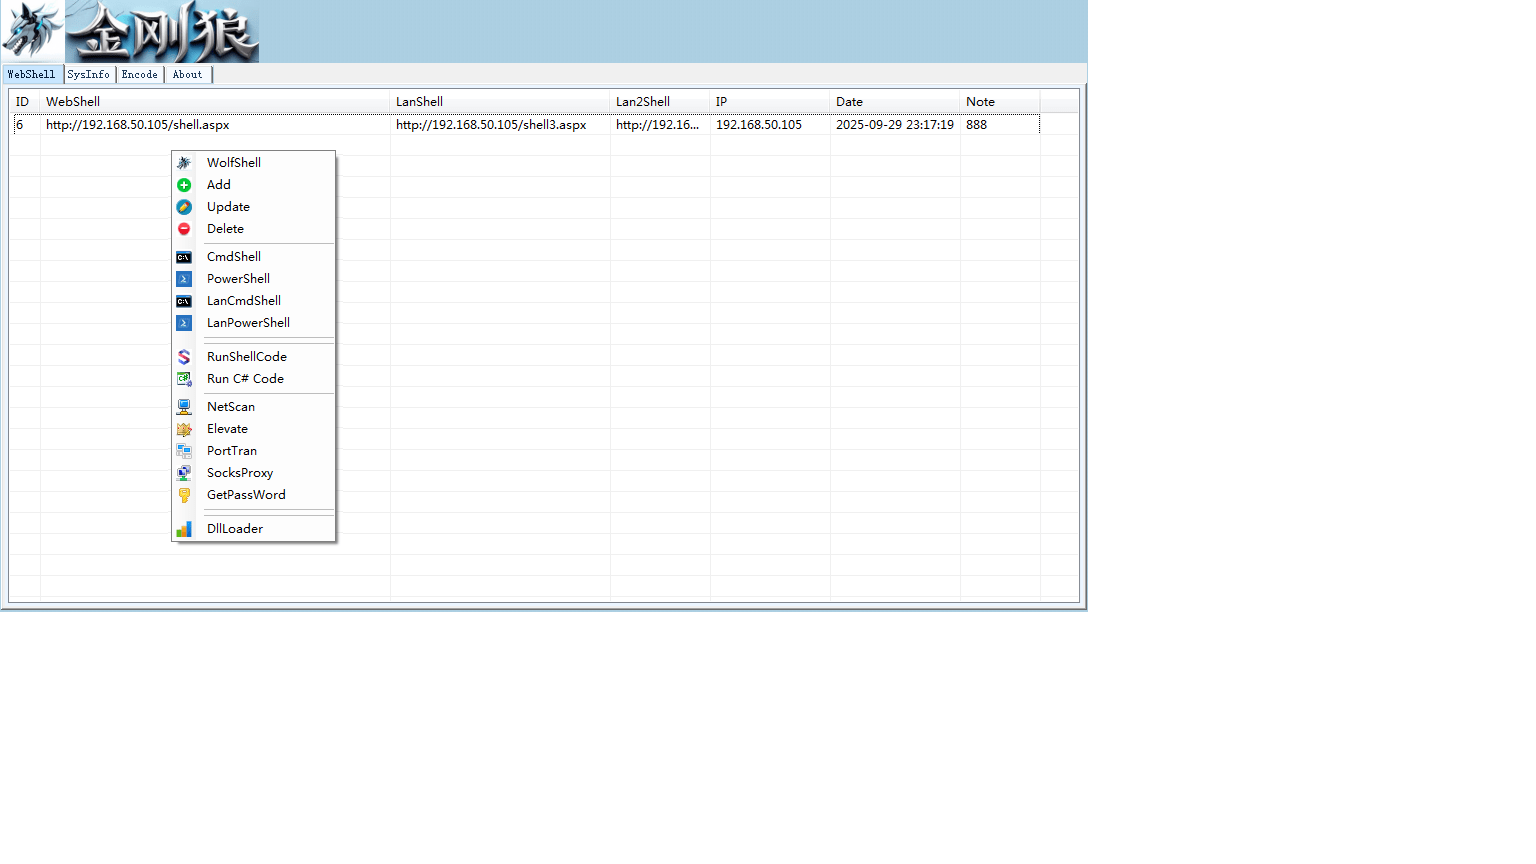 金刚狼
WebShell SysInfo Encode About
ID WebShell LanShell Lan2Shell IP Date Note
6 http://192.168.50.105/shell.aspx http://192.168.50.105/shell3.aspx http://192.16... 192.168.50.105 2025-09-29 23:17:19 888
WolfShell
Add
Update
Delete
C:\ CmdShell
PowerShell
C:\ LanCmdShell
LanPowerShell
RunShellCode
C# Run C# Code
NetScan
Elevate
PortTran
SocksProxy
GetPassWord
DllLoader